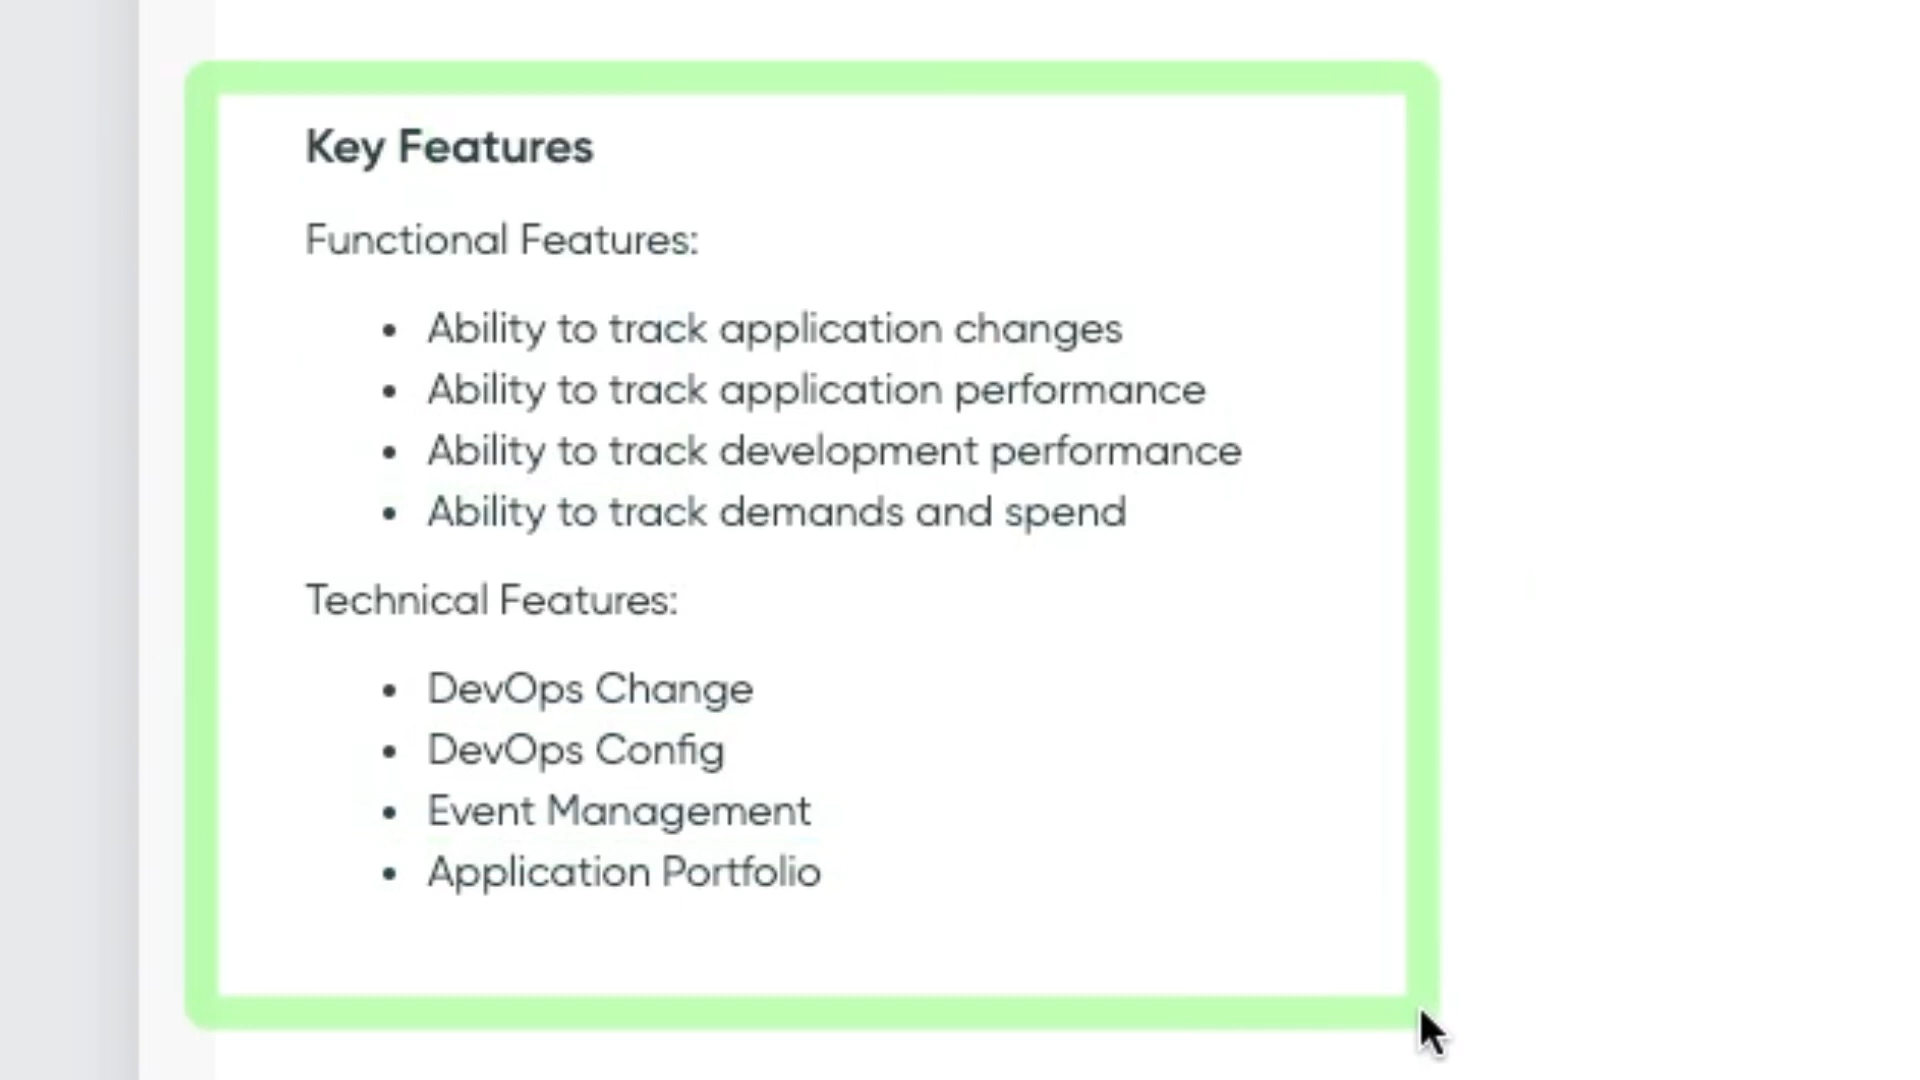 Key Features
Functional Features:
• Ability to track application changes
• Ability to track application performance
• Ability to track development performance
• Ability to track demands and spend
Technical Features:
• DevOps Change
• DevOps Config
• Event Management
• Application Portfolio